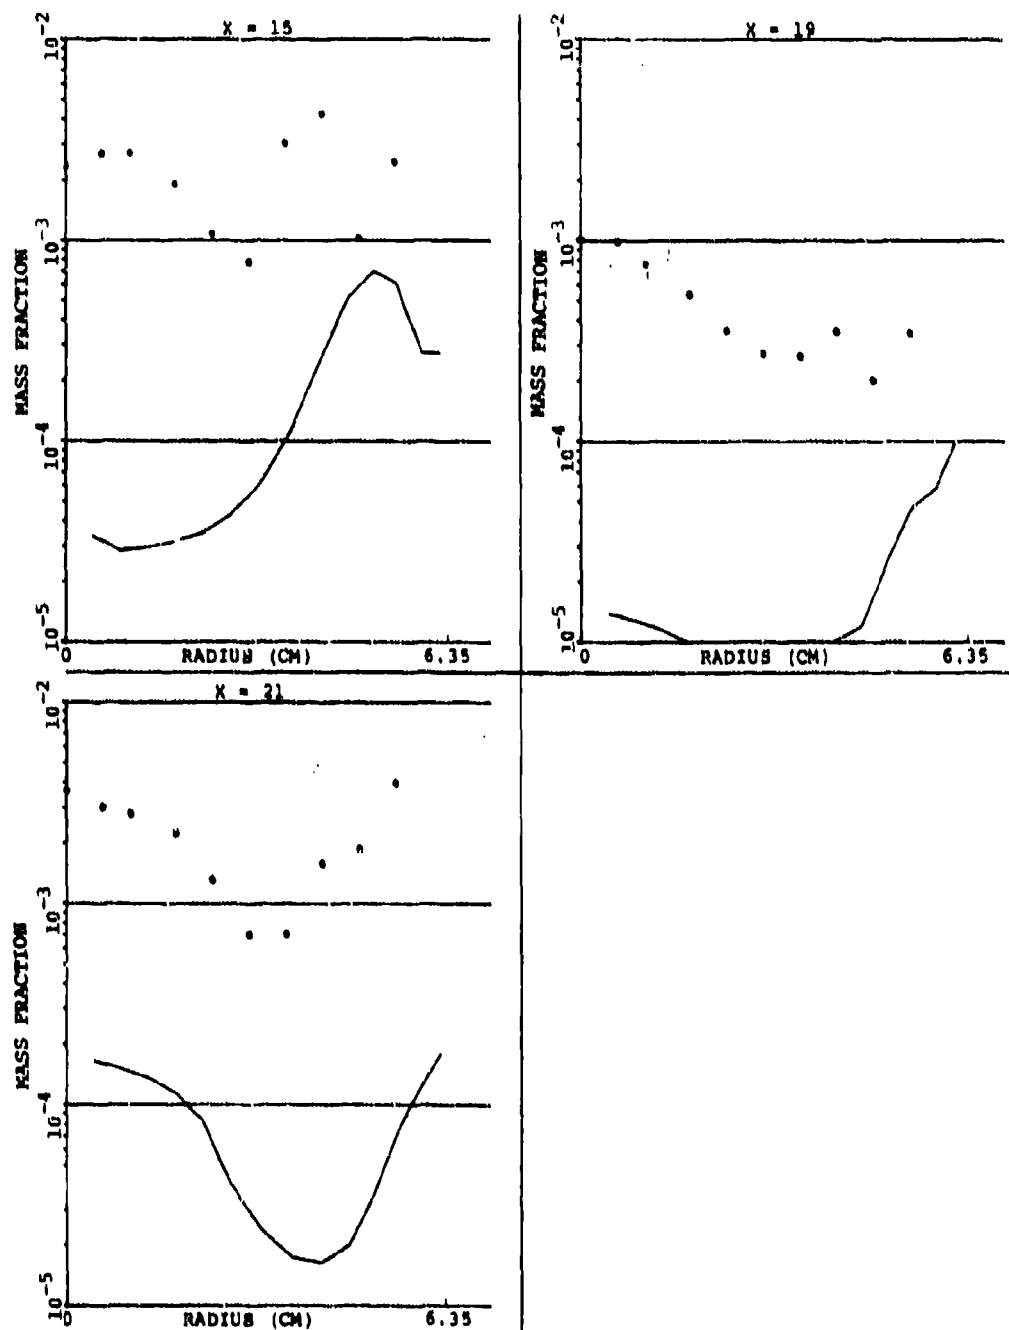 X = 15
10^-2
10^-3
10^-4
10^-5
MASS FRACTION
0
RADIUS (CM)
6.35
X = 19
10^-2
10^-3
10^-4
10^-5
MASS FRACTION
0
RADIUS (CM)
6.35
X = 21
10^-2
10^-3
10^-4
10^-5
MASS FRACTION
0
RADIUS (CM)
6.35